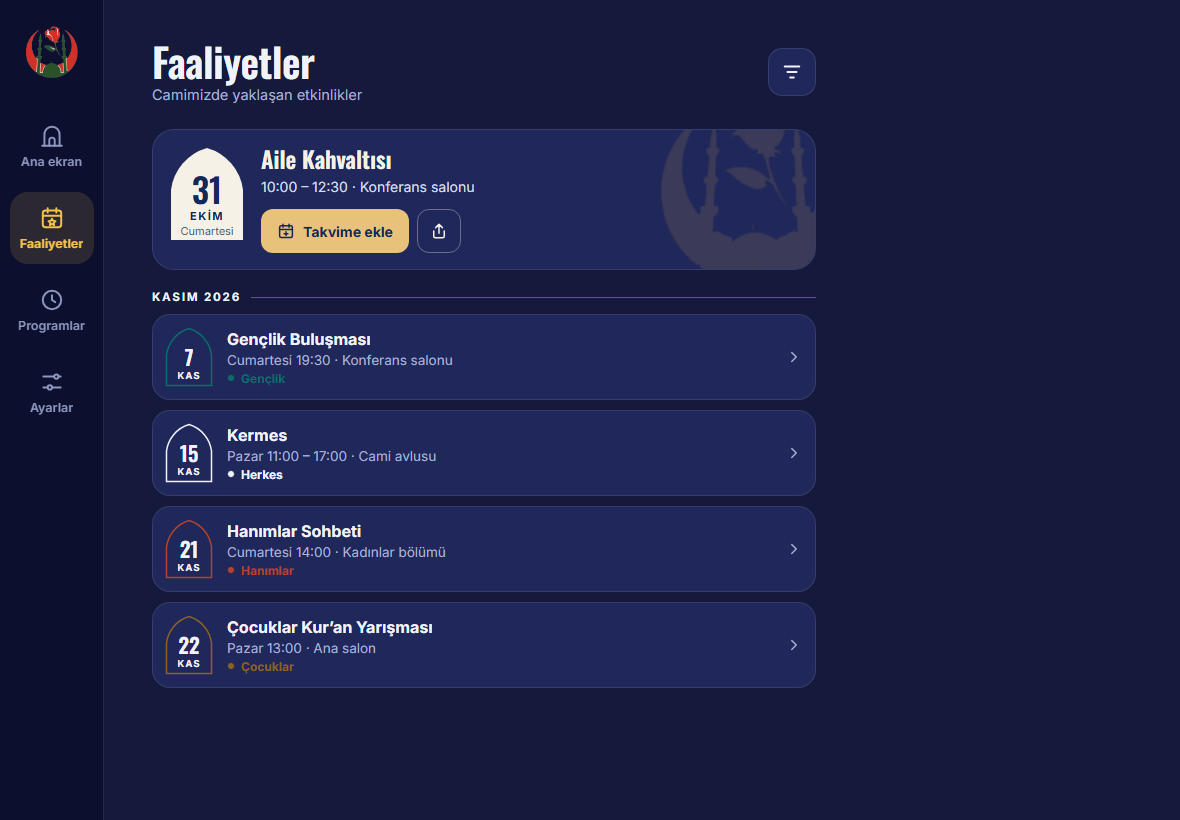 Faaliyetler
Camimizde yaklaşan etkinlikler
Ana ekran
Faaliyetler
Programlar
Ayarlar
31
EKİM
Cumartesi
Aile Kahvaltısı
10:00 – 12:30 · Konferans salonu
Takvime ekle
KASIM 2026
7
KAS
Gençlik Buluşması
Cumartesi 19:30 · Konferans salonu
Gençlik
15
KAS
Kermes
Pazar 11:00 – 17:00 · Cami avlusu
Herkes
21
KAS
Hanımlar Sohbeti
Cumartesi 14:00 · Kadınlar bölümü
Hanımlar
22
KAS
Çocuklar Kur’an Yarışması
Pazar 13:00 · Ana salon
Çocuklar